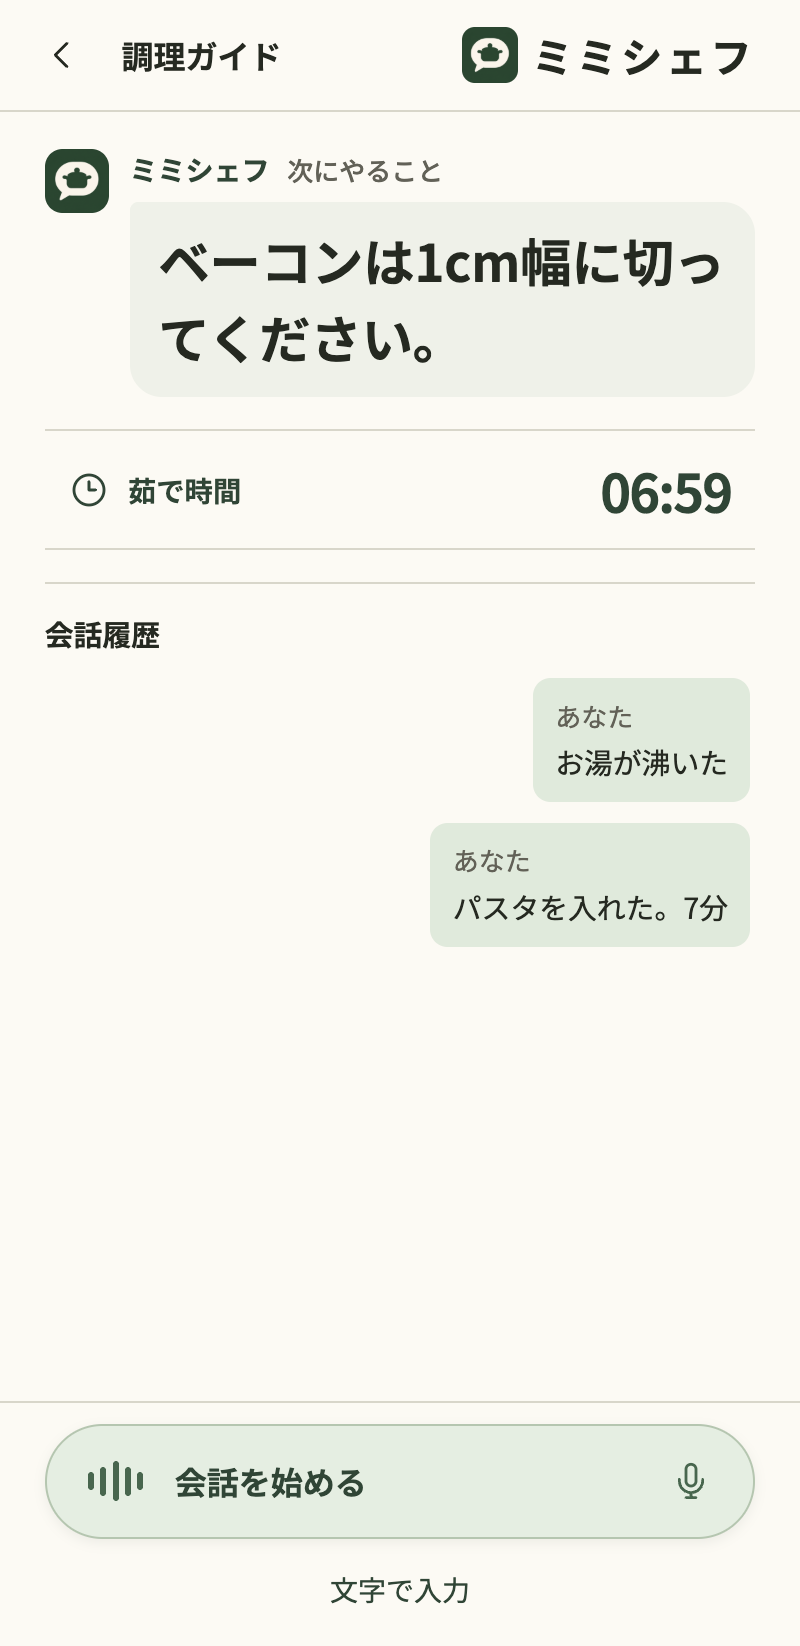 調理ガイド
ミミシェフ
ミミシェフ 次にやること
ベーコンは1cm幅に切っ
てください。
茹で時間
06:59
会話履歴
あなた
お湯が沸いた
あなた
パスタを入れた。7分
会話を始める
文字で入力